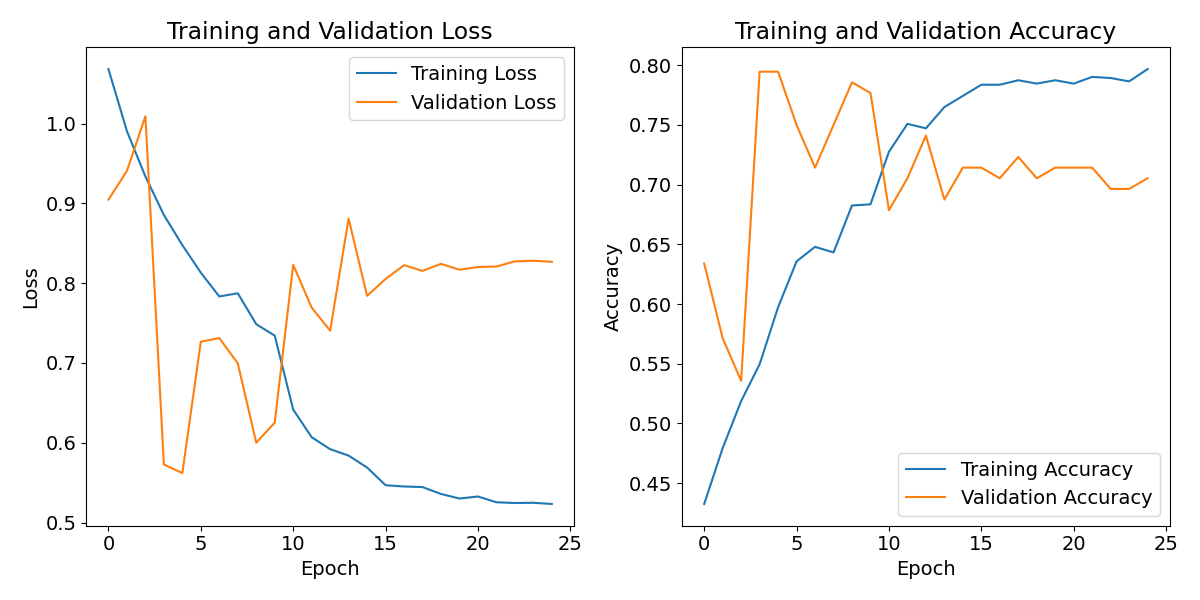 Training and Validation Loss
Training Loss
Validation Loss
1.0
0.9
0.8
0.7
0.6
0.5
Loss
0 5 10 15 20 25
Epoch
Training and Validation Accuracy
0.80
0.75
0.70
0.65
0.60
0.55
0.50
0.45
Accuracy
Training Accuracy
Validation Accuracy
0 5 10 15 20 25
Epoch